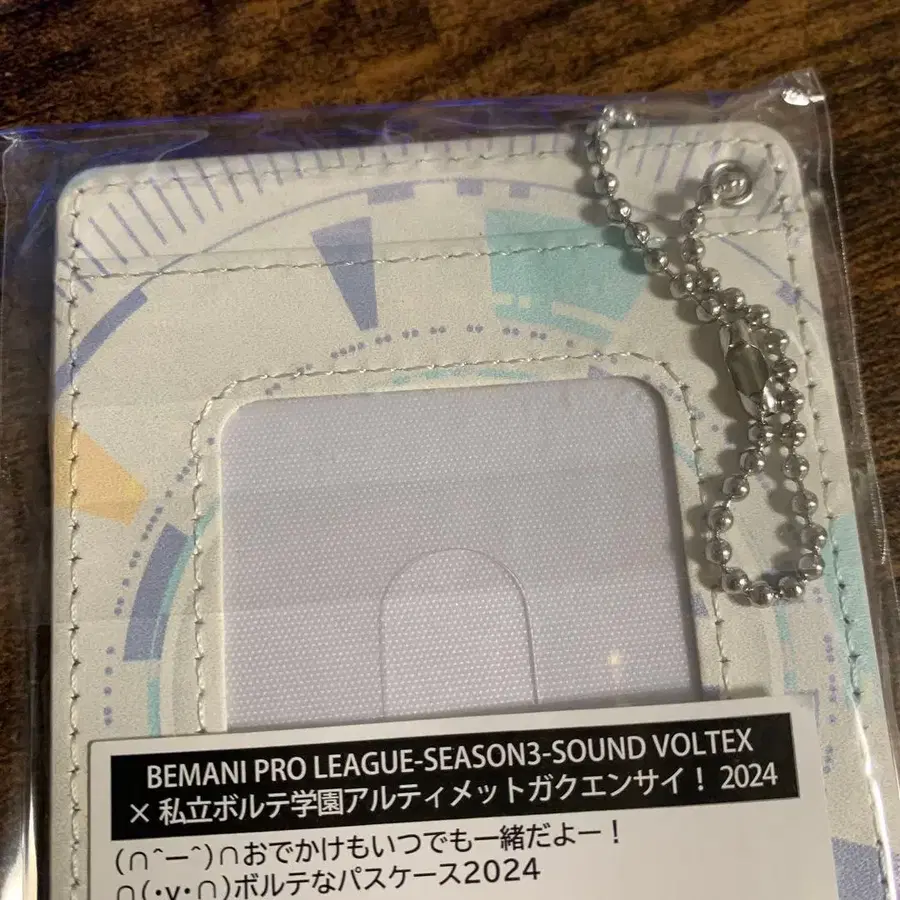 BEMANI PRO LEAGUE-SEASON3-SOUND VOLTEX
× 私立ボルテ学園アルティメットガクエンサイ！ 2024
(∩^ー^)∩おでかけもいつでも一緒だよー！
∩(・v・∩)ボルテなパスケース2024